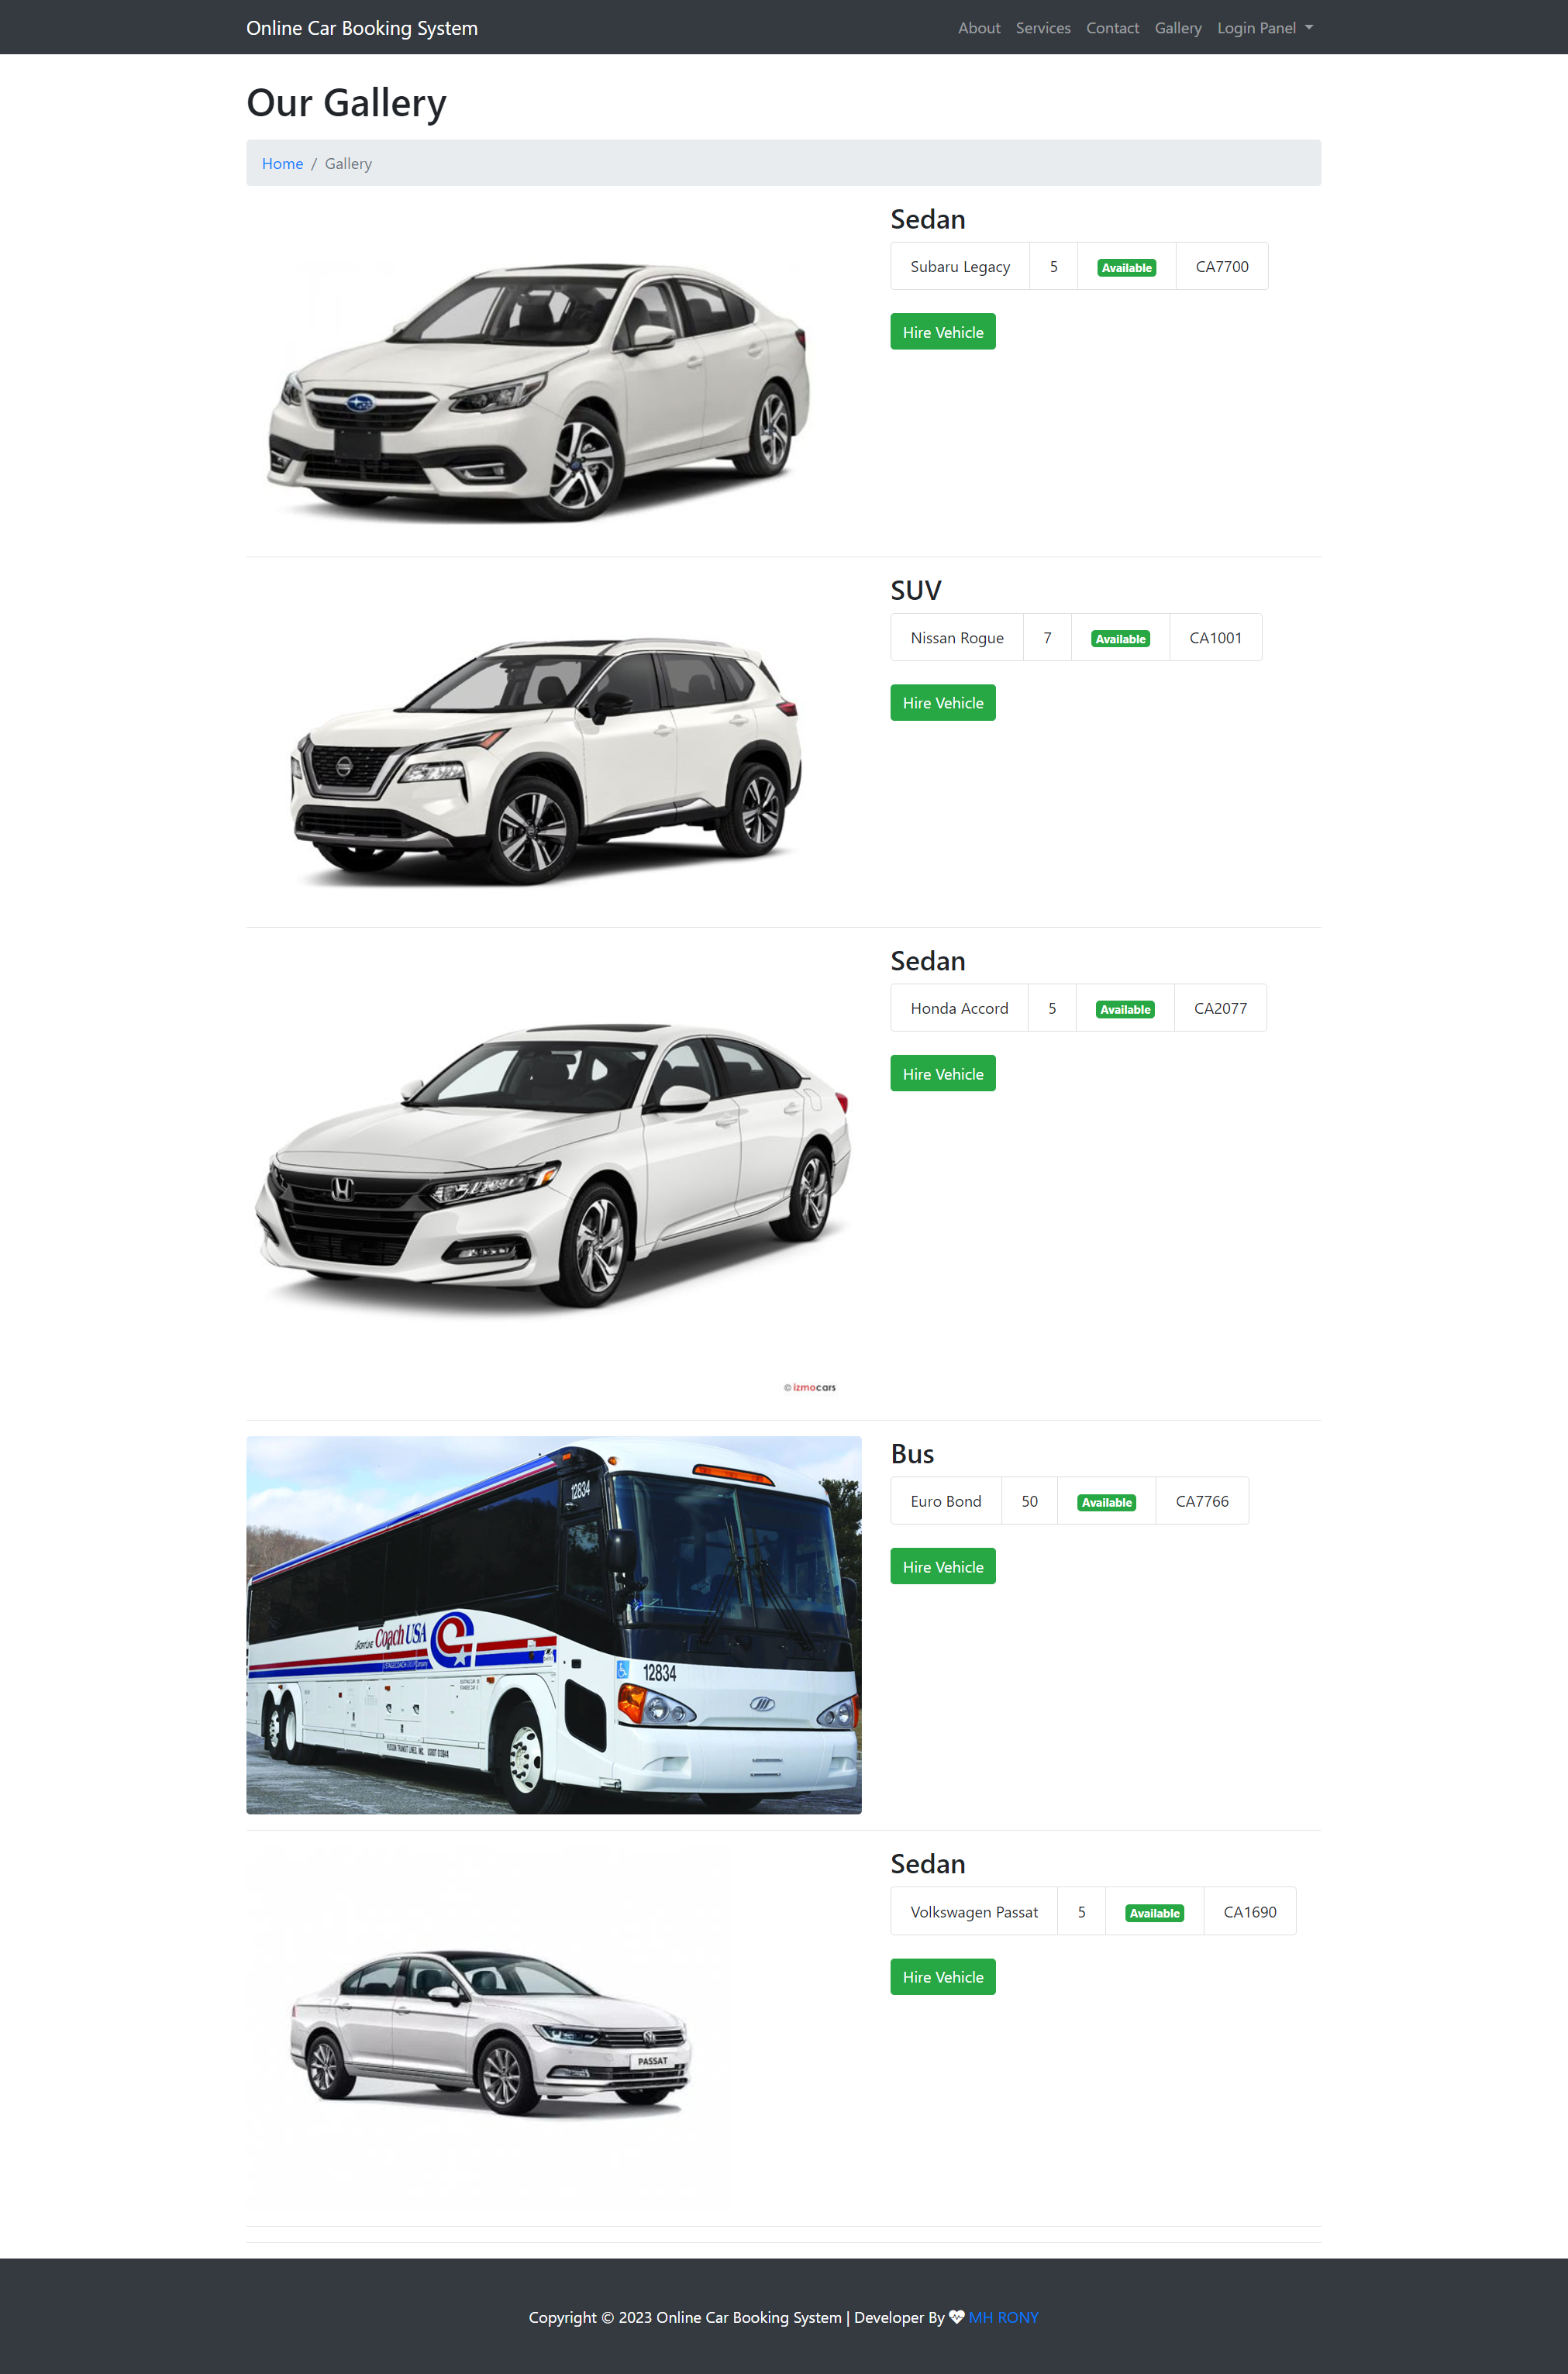 Online Car Booking System
About Services Contact Gallery Login Panel
Our Gallery
Home / Gallery
Sedan
Subaru Legacy 5 Available CA7700
Hire Vehicle
SUV
Nissan Rogue 7 Available CA1001
Hire Vehicle
Sedan
Honda Accord 5 Available CA2077
Hire Vehicle
© izmocars
Bus
Euro Bond 50 Available CA7766
Hire Vehicle
12834
Coach USA
12834
Sedan
Volkswagen Passat 5 Available CA1690
Hire Vehicle
PASSAT
Copyright © 2023 Online Car Booking System | Developer By MH RONY